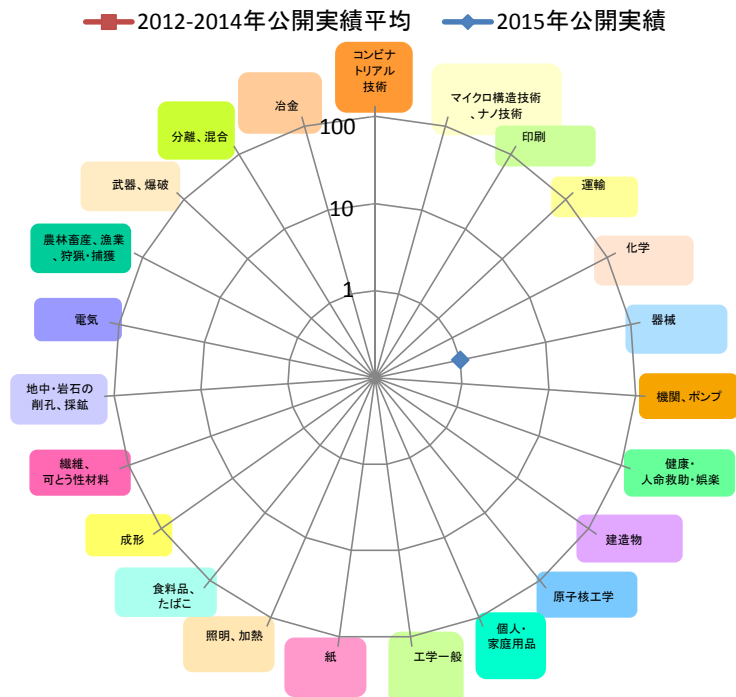 2012-2014年公開実績平均
2015年公開実績
コンビナ
トリアル
技術
マイクロ構造技術
、ナノ技術
印刷
運輸
化学
器械
機関、ポンプ
健康・
人命救助・娯楽
建造物
原子核工学
個人・
家庭用品
工学一般
紙
照明、加熱
食料品、
たばこ
成形
繊維、
可とう性材料
地中・岩石の
削孔、採鉱
電気
農林畜産、漁業
、狩猟・捕獲
武器、爆破
分離、混合
冶金
100
10
1